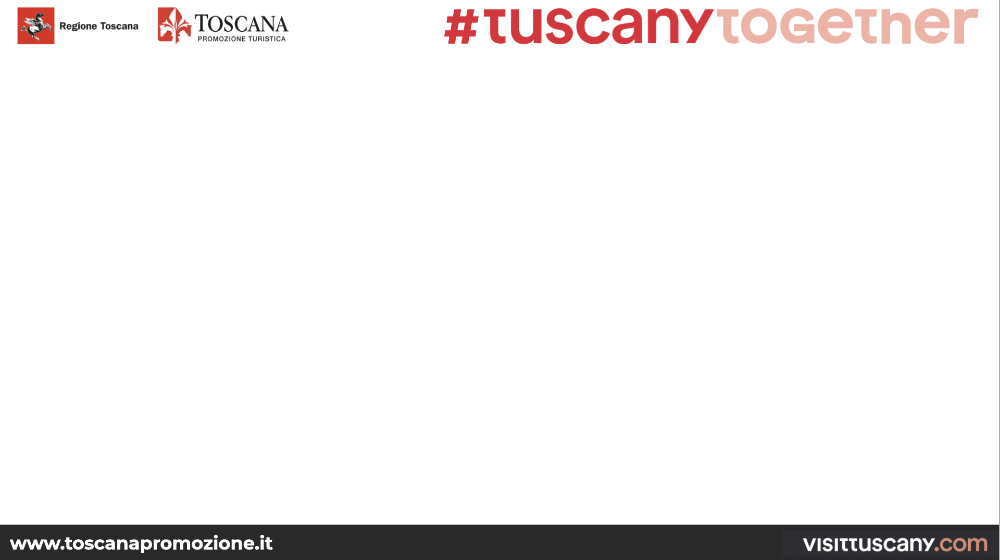 Regione Toscana
TOSCANA
PROMOZIONE TURISTICA
#tuscanytogether
www.toscanapromozione.it
visittuscany.com